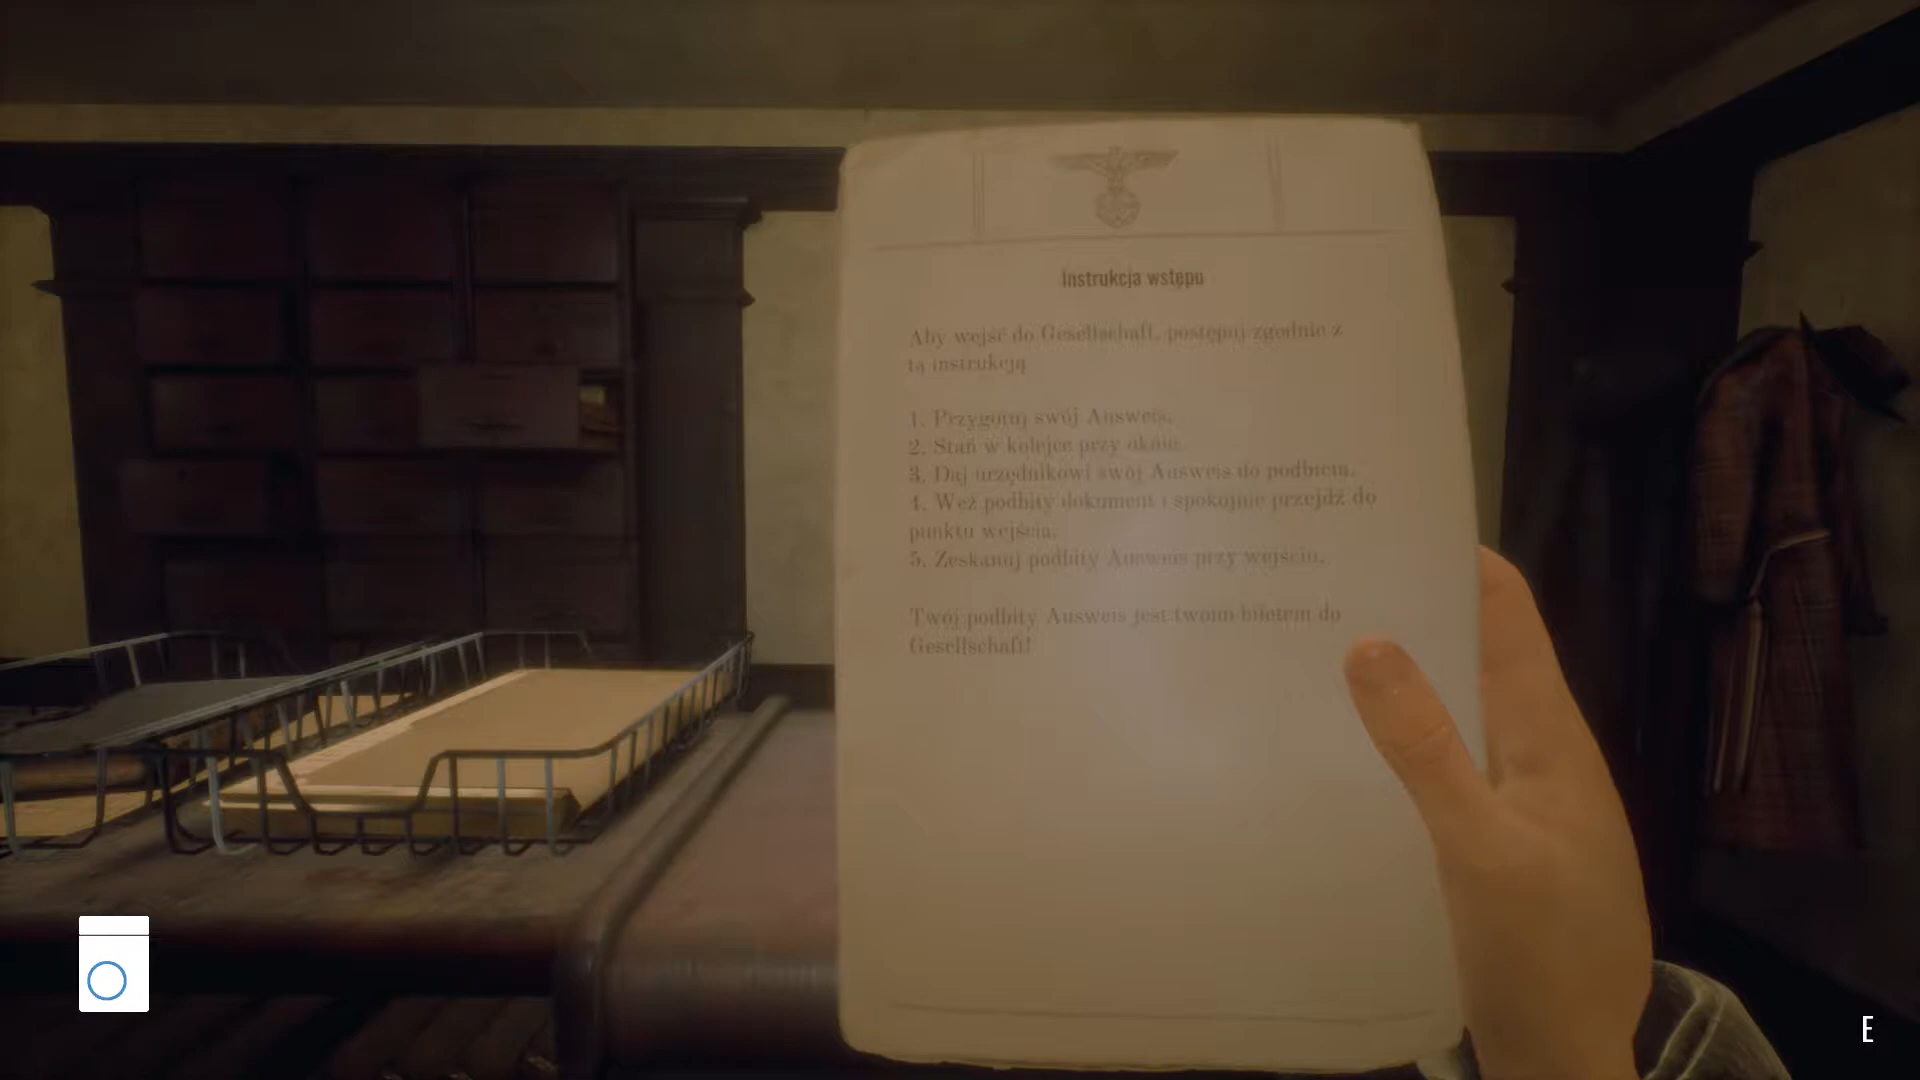 Instrukcja wstępu
Aby wejść do Gesellschaft, postępuj zgodnie z
tą instrukcją
1. Przygotuj swój Ausweis.
2. Stań w kolejce przy oknie.
3. Daj urzędnikowi swój Ausweis do podbicia.
4. Weź podbity dokument i spokojnie przejdź do
punktu wejścia.
5. Zeskanuj podbity Ausweis przy wejściu.
Twój podbity Ausweis jest twoim biletem do
Gesellschaft!
E